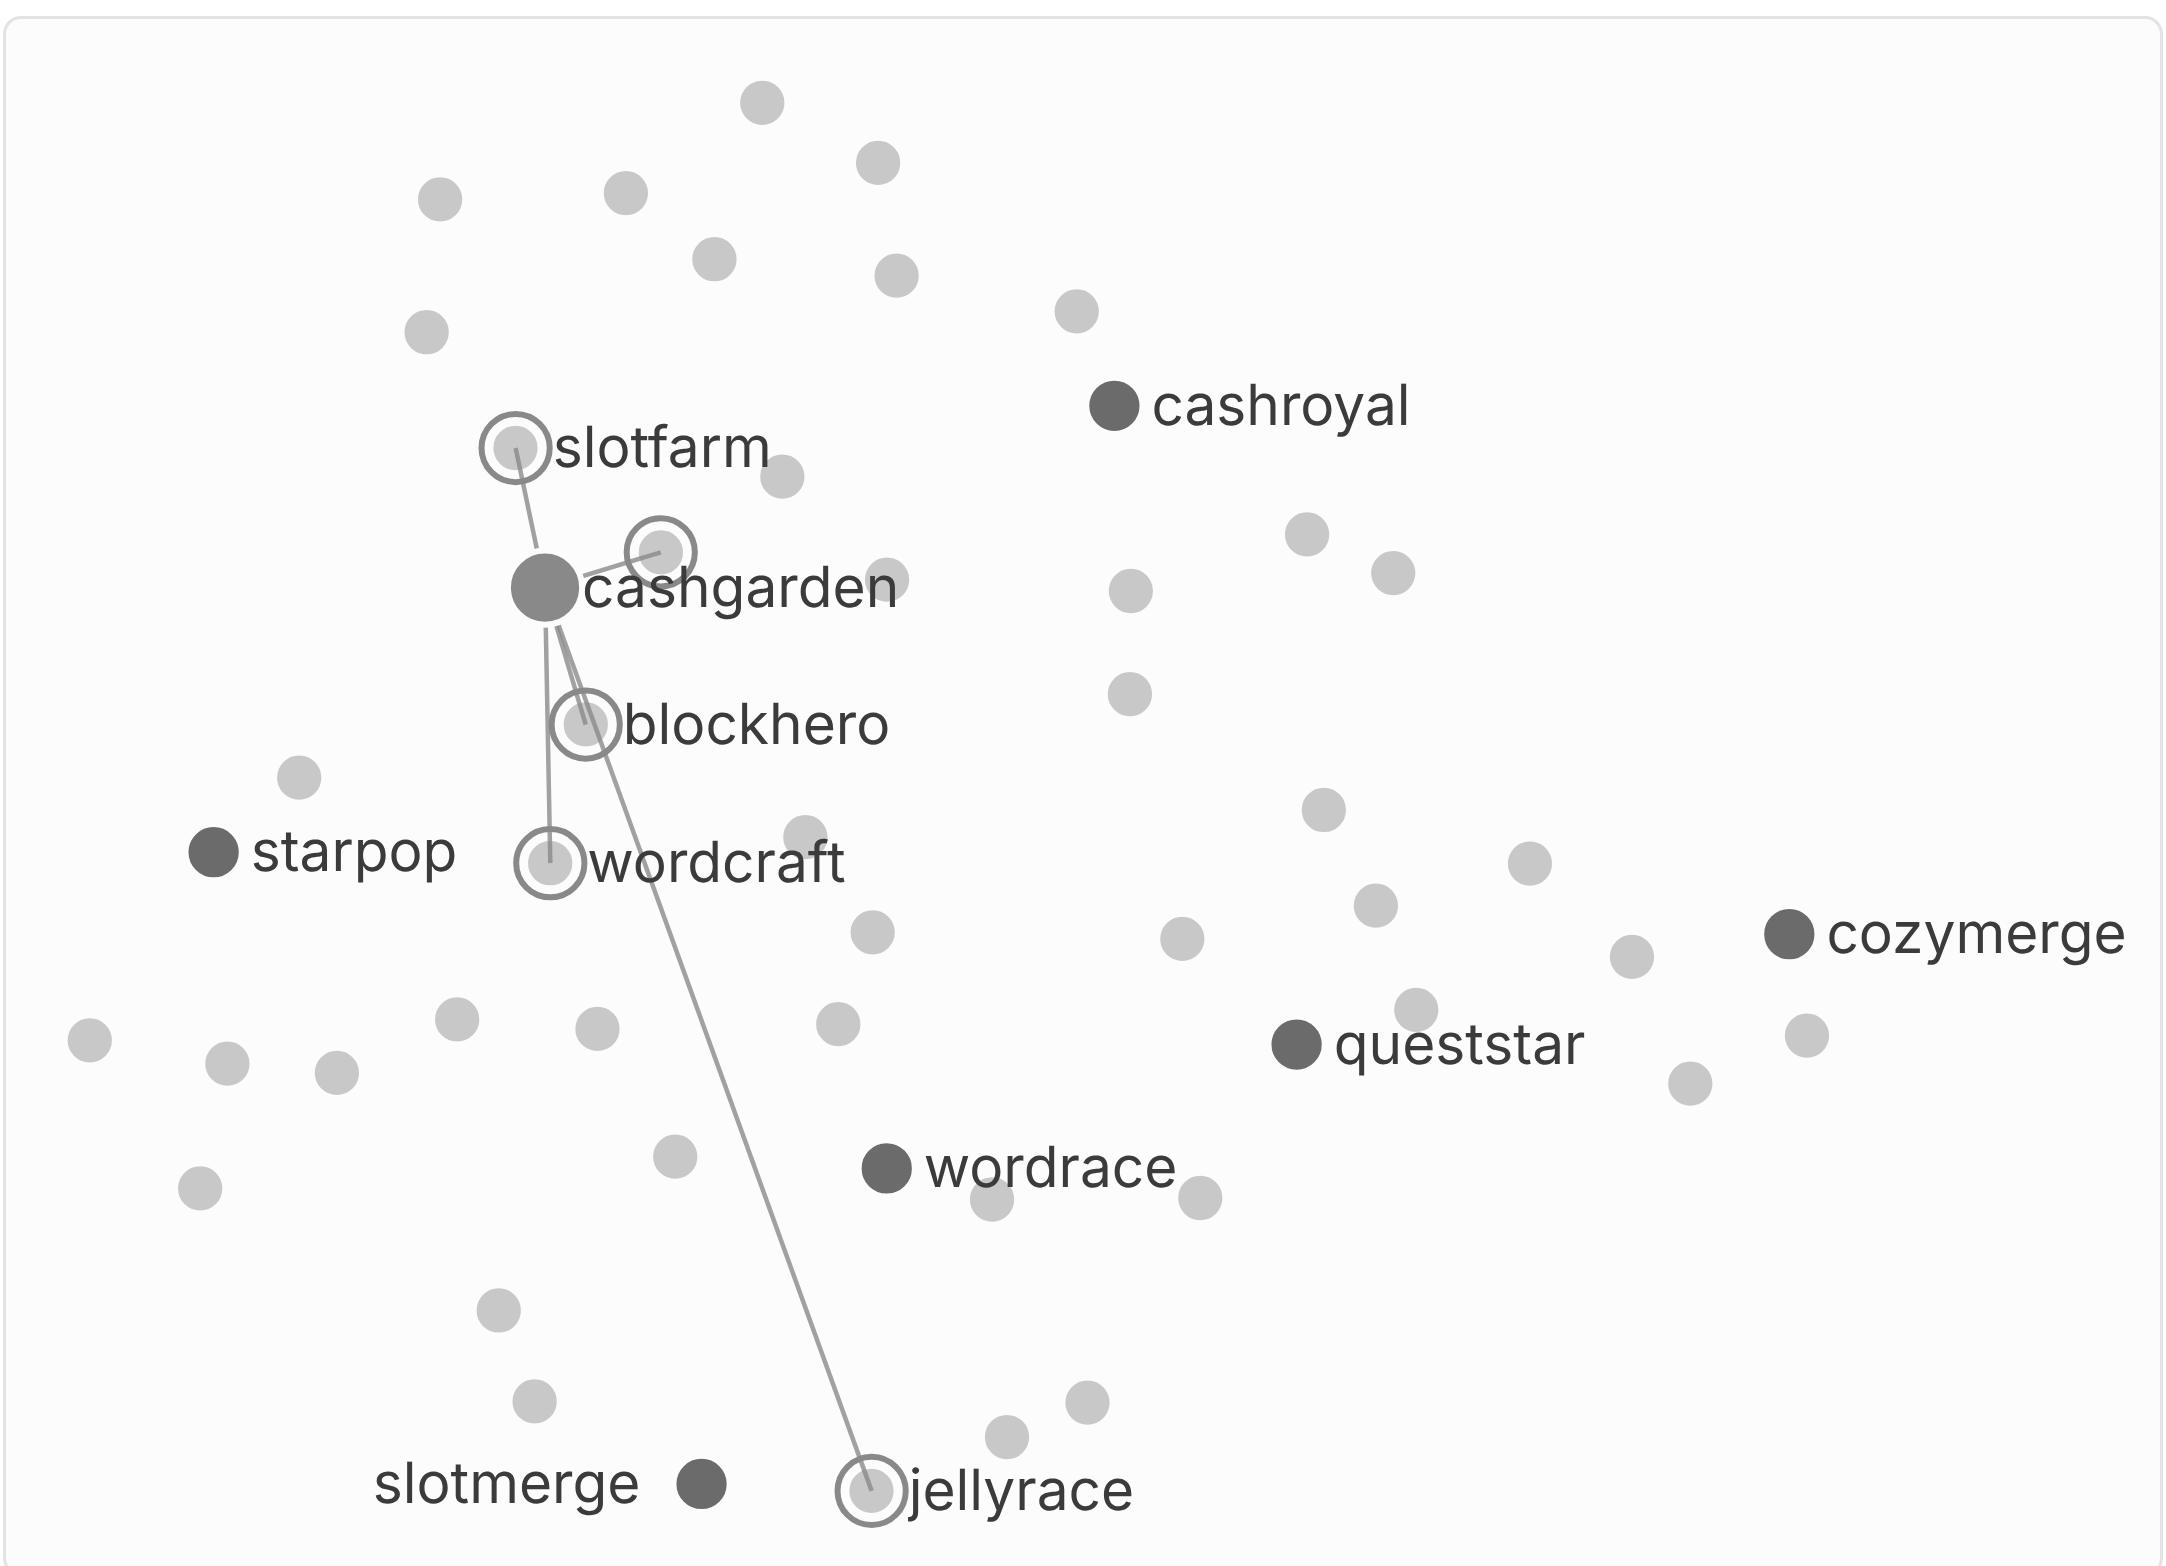 cashroyal
slotfarm
cashgarden
blockhero
starpop
wordcraft
cozymerge
queststar
wordrace
slotmerge
jellyrace